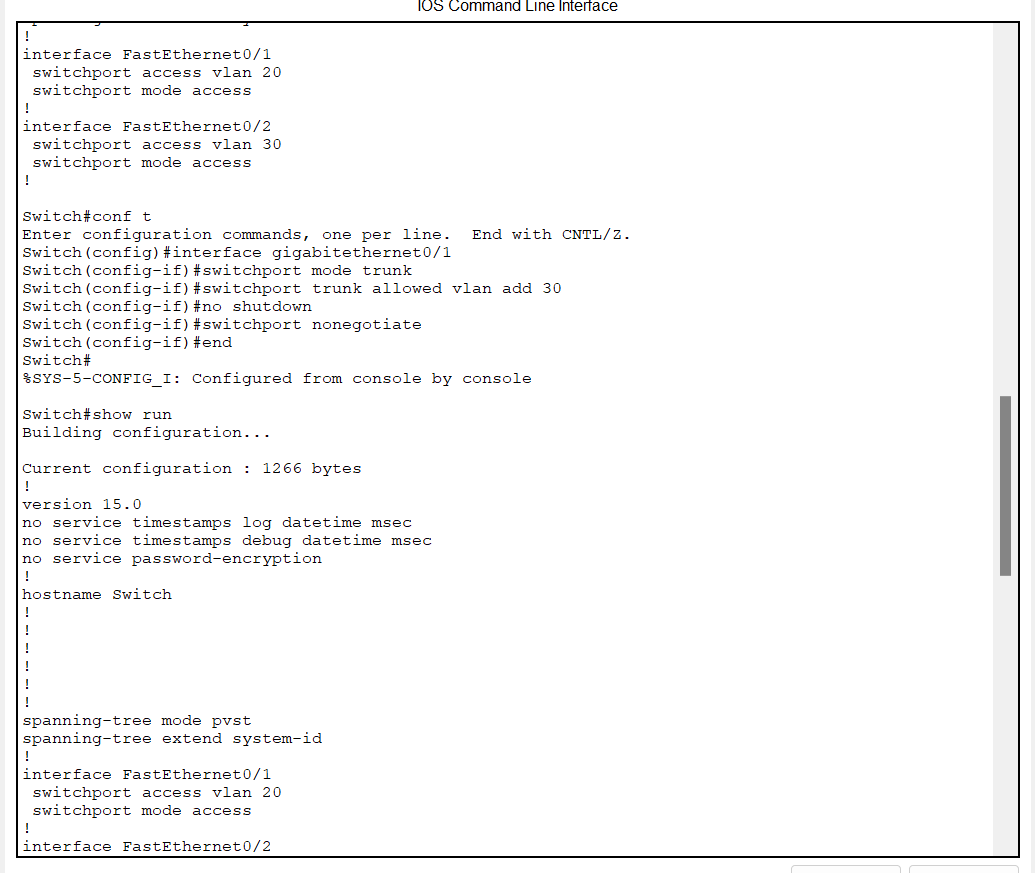 IOS Command Line Interface
!
interface FastEthernet0/1
 switchport access vlan 20
 switchport mode access
!
interface FastEthernet0/2
 switchport access vlan 30
 switchport mode access
!

Switch#conf t
Enter configuration commands, one per line.  End with CNTL/Z.
Switch(config)#interface gigabitethernet0/1
Switch(config-if)#switchport mode trunk
Switch(config-if)#switchport trunk allowed vlan add 30
Switch(config-if)#no shutdown
Switch(config-if)#switchport nonegotiate
Switch(config-if)#end
Switch#
%SYS-5-CONFIG_I: Configured from console by console

Switch#show run
Building configuration...

Current configuration : 1266 bytes
!
version 15.0
no service timestamps log datetime msec
no service timestamps debug datetime msec
no service password-encryption
!
hostname Switch
!
!
!
!
!
!
spanning-tree mode pvst
spanning-tree extend system-id
!
interface FastEthernet0/1
 switchport access vlan 20
 switchport mode access
!
interface FastEthernet0/2